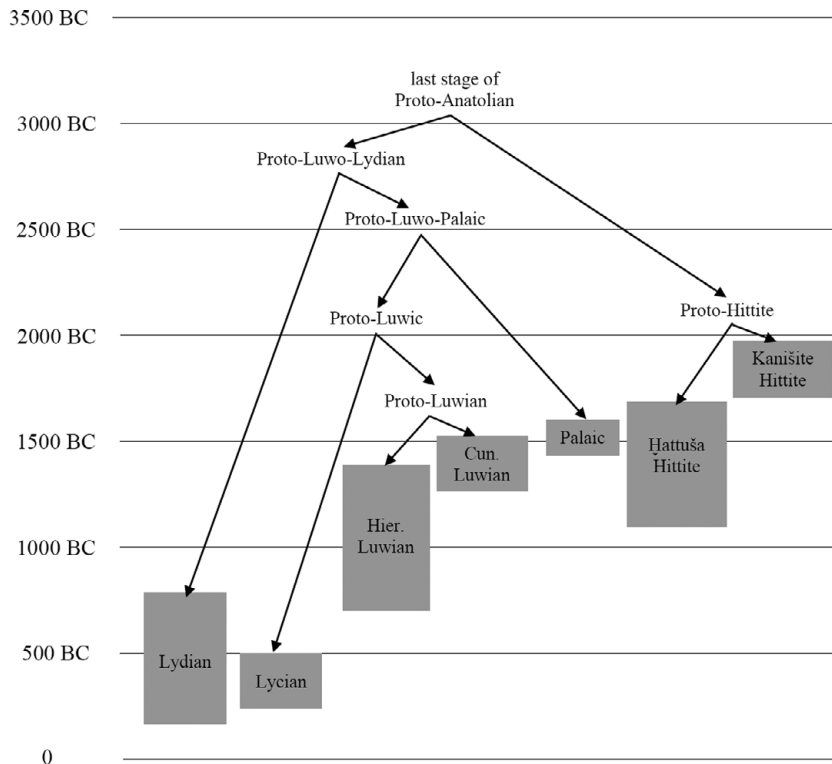 3500 BC
last stage of
Proto-Anatolian
3000 BC
Proto-Luwo-Lydian
Proto-Luwo-Palaic
2500 BC
Proto-Luwic
Proto-Hittite
2000 BC
Kanišite
Hittite
Proto-Luwian
1500 BC
Palaic
Ḫattuša
Hittite
Cun.
Luwian
Hier.
Luwian
1000 BC
500 BC
Lydian
Lycian
0